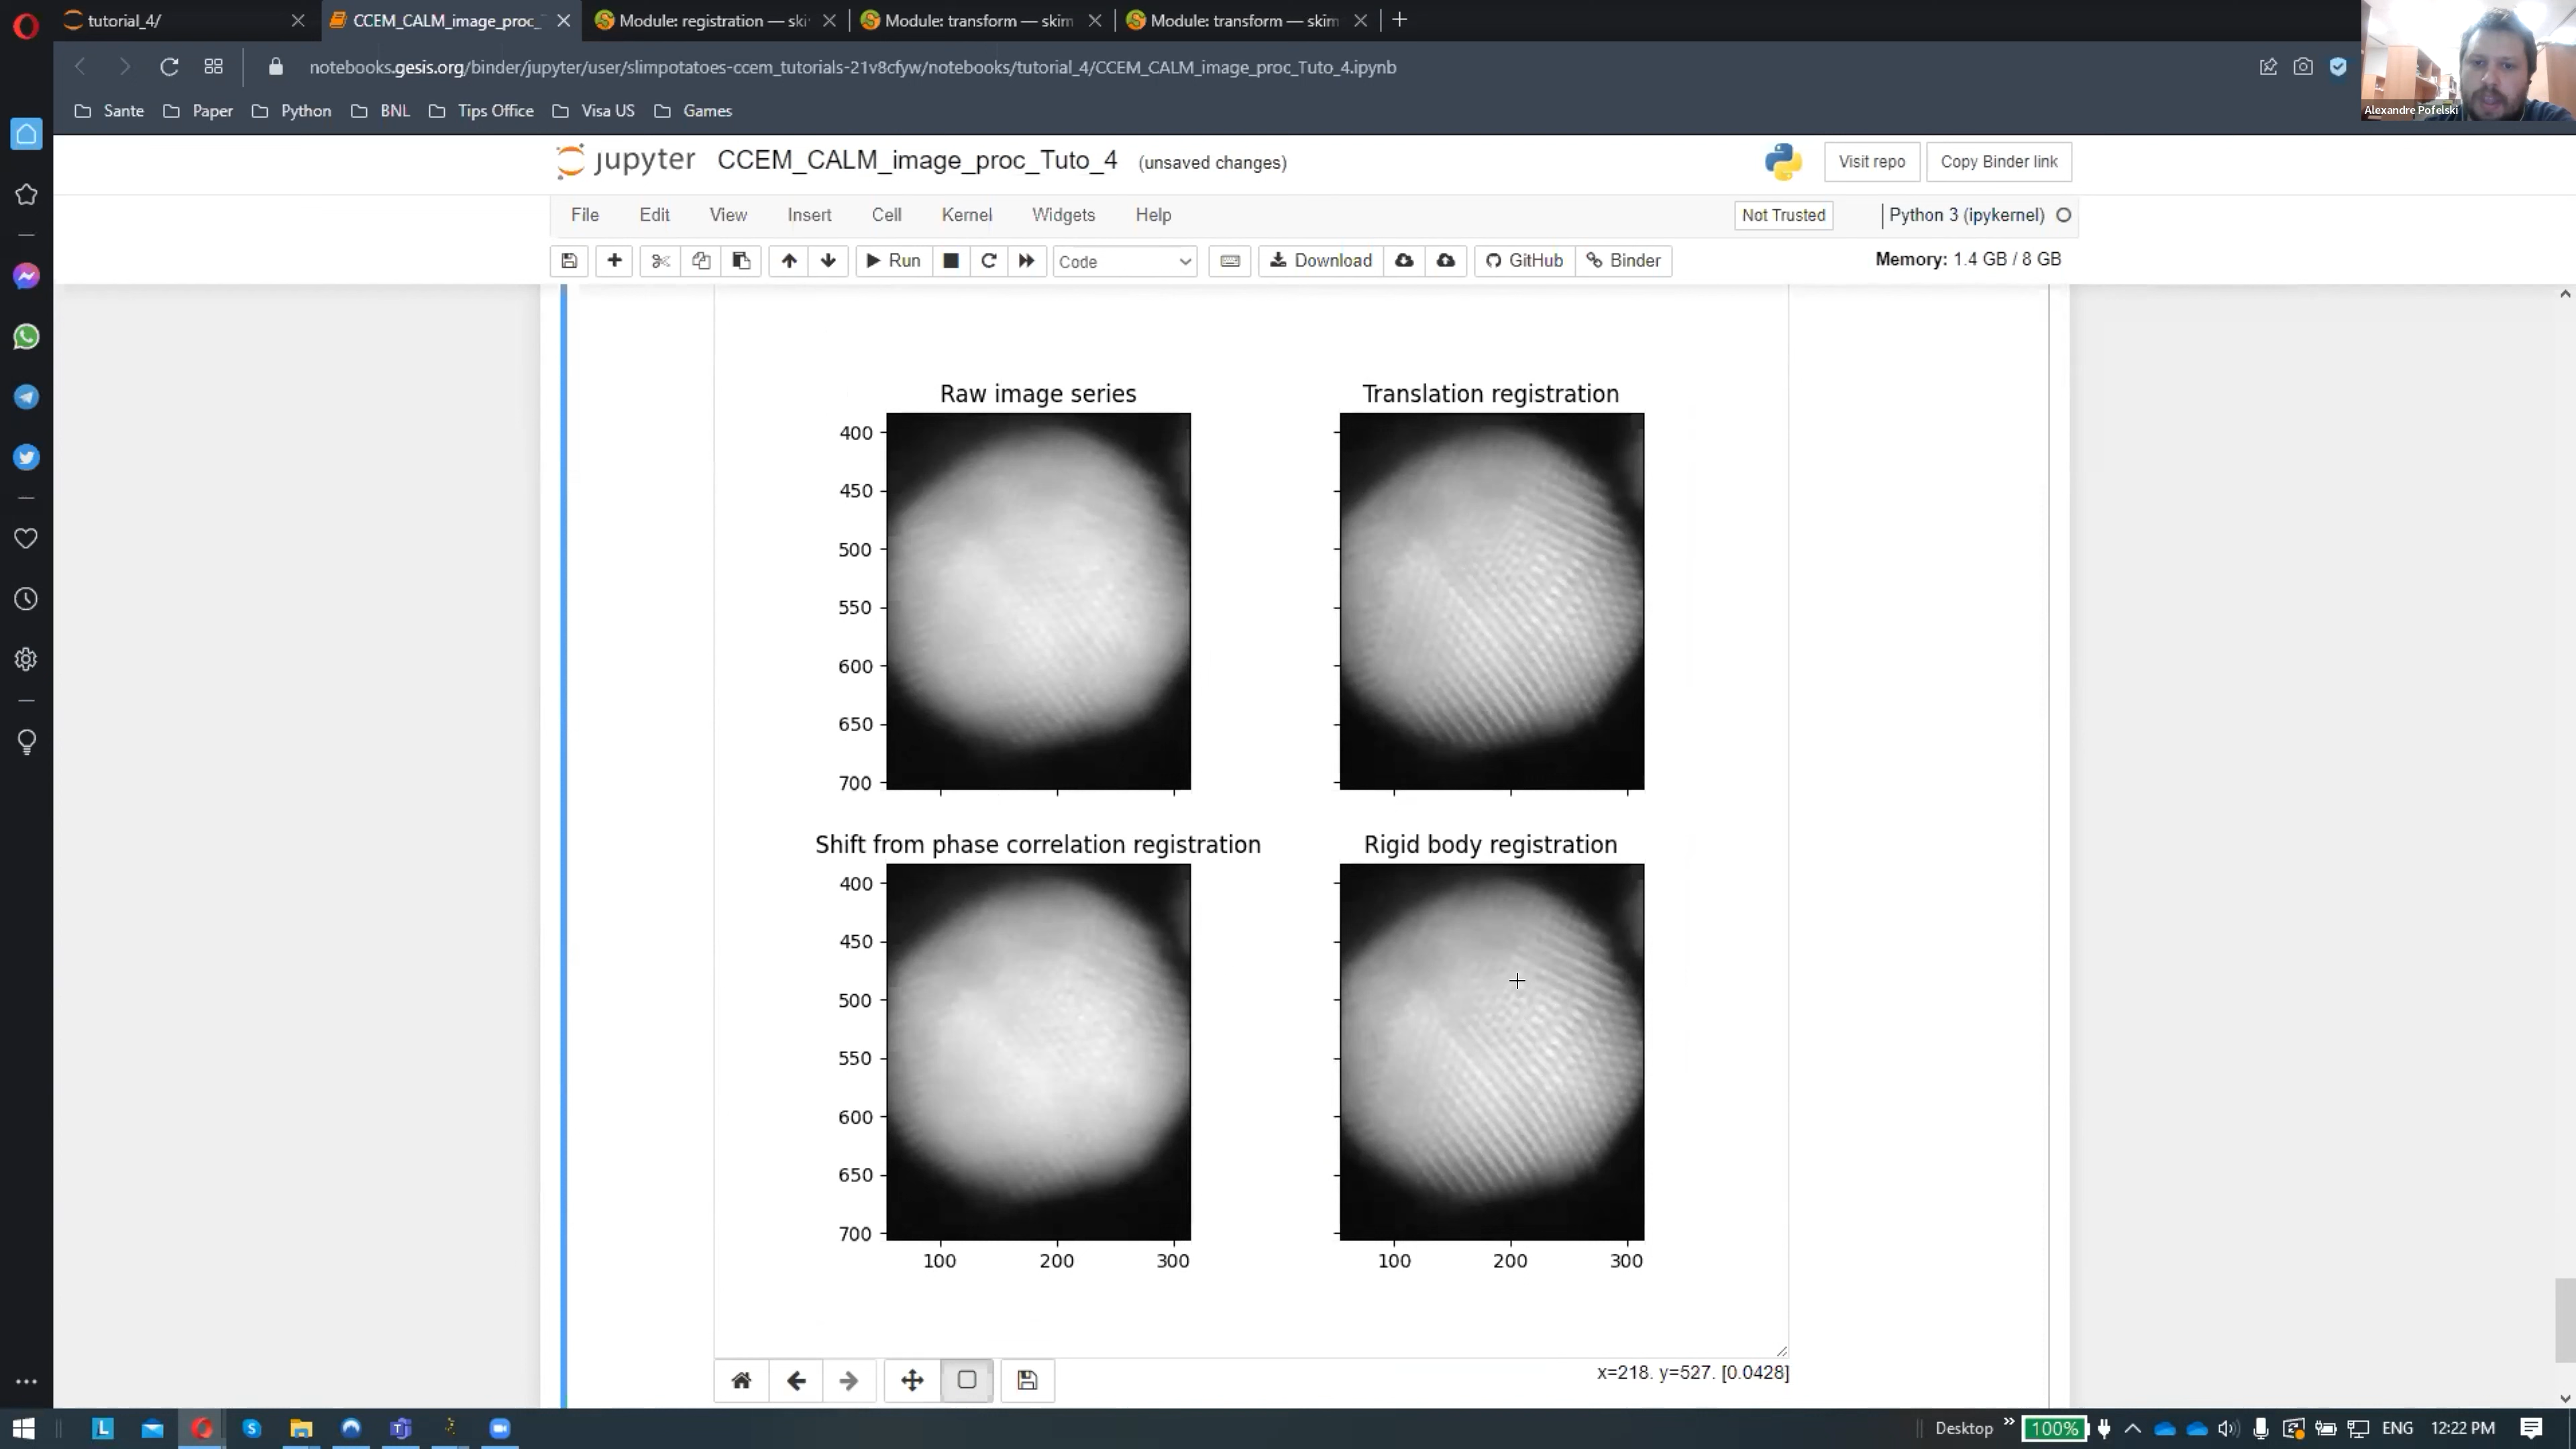 tutorial_4/
CCEM_CALM_image_proc_
Module: registration — ski
Module: transform — skim
Module: transform — skim
notebooks.gesis.org/binder/jupyter/user/slimpotatoes-ccem_tutorials-21v8cfyw/notebooks/tutorial_4/CCEM_CALM_image_proc_Tuto_4.ipynb
Alexandre Pofelski
Sante Paper Python BNL Tips Office Visa US Games
jupyter CCEM_CALM_image_proc_Tuto_4 (unsaved changes)
Visit repo Copy Binder link
File Edit View Insert Cell Kernel Widgets Help
Not Trusted Python 3 (ipykernel)
Run Code Download GitHub Binder
Memory: 1.4 GB / 8 GB
Raw image series Translation registration
400
450
500
550
600
650
700
Shift from phase correlation registration Rigid body registration
400
450
500
550
600
650
700
100 200 300 100 200 300
x=218. y=527. [0.0428]
Desktop 100% ENG 12:22 PM